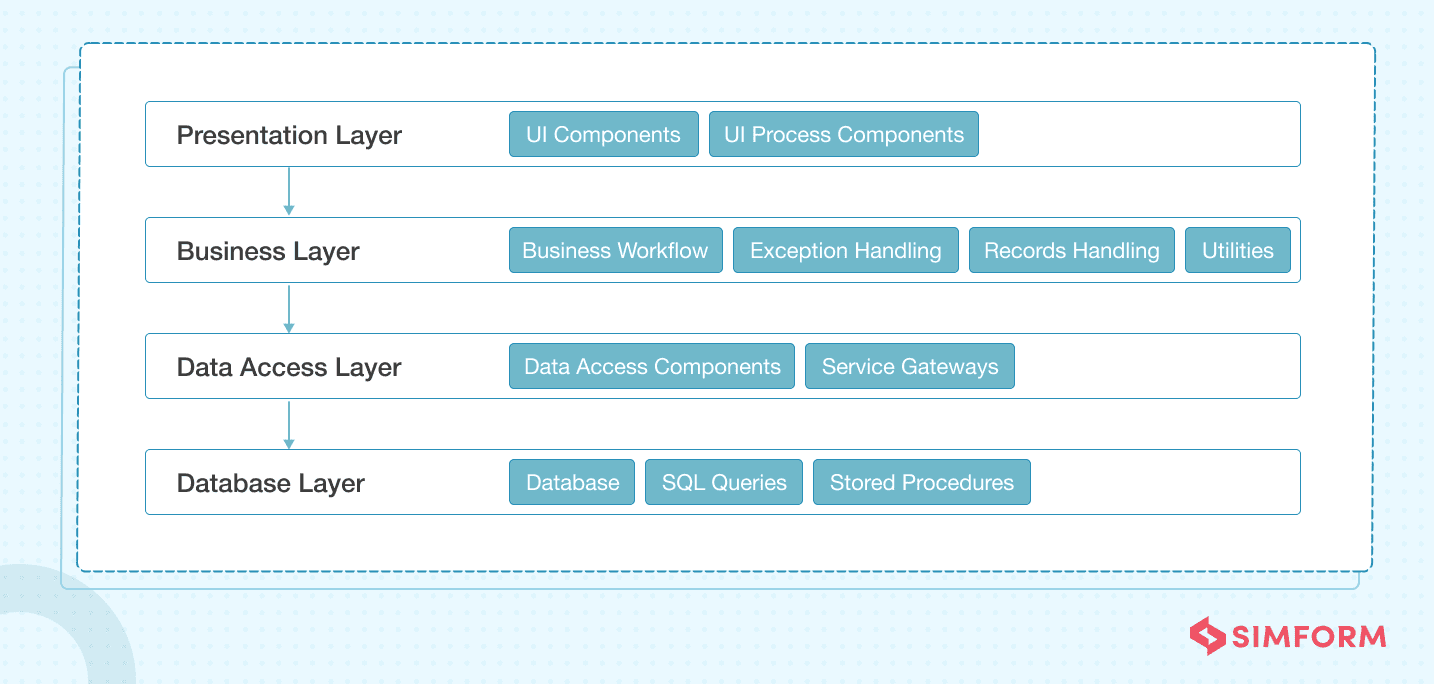 Presentation Layer UI Components UI Process Components
Business Layer Business Workflow Exception Handling Records Handling Utilities
Data Access Layer Data Access Components Service Gateways
Database Layer Database SQL Queries Stored Procedures
SIMFORM